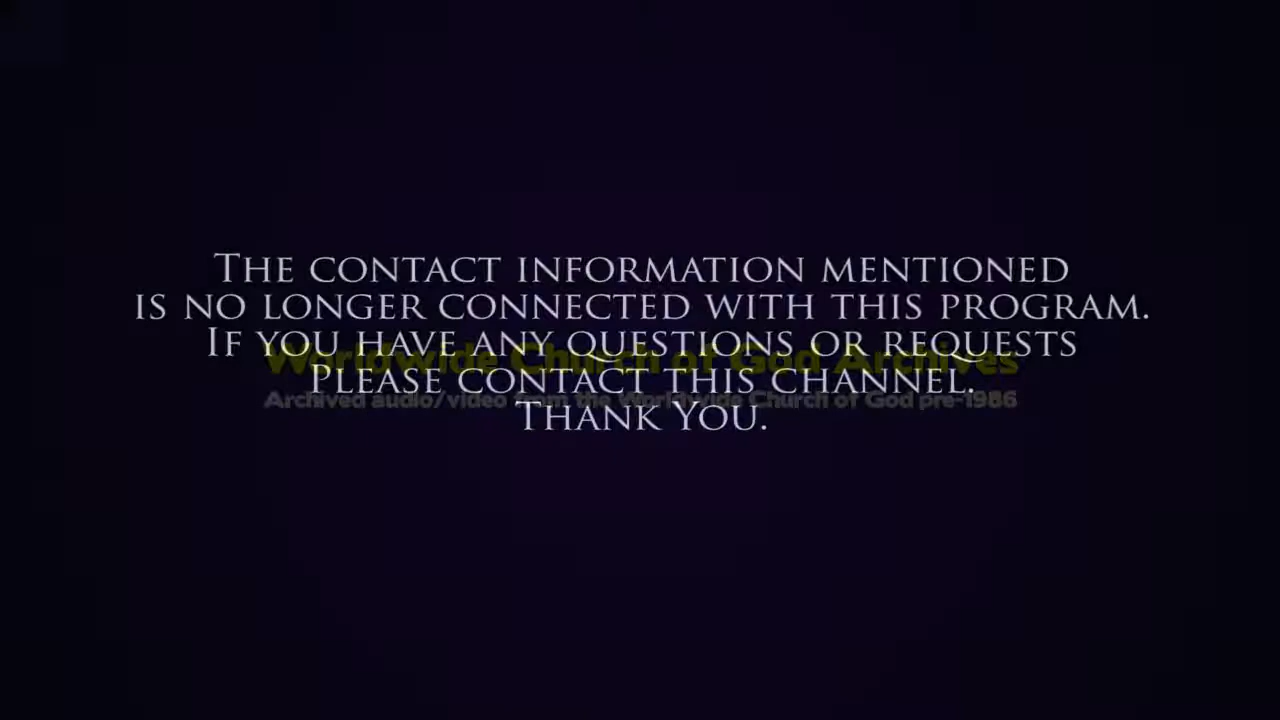 The contact information mentioned
is no longer connected with this program.
If you have any questions or requests
Worldwide Church of God Archives
Please contact this channel.
Archived audio/video from the Worldwide Church of God pre-1986
Thank You.